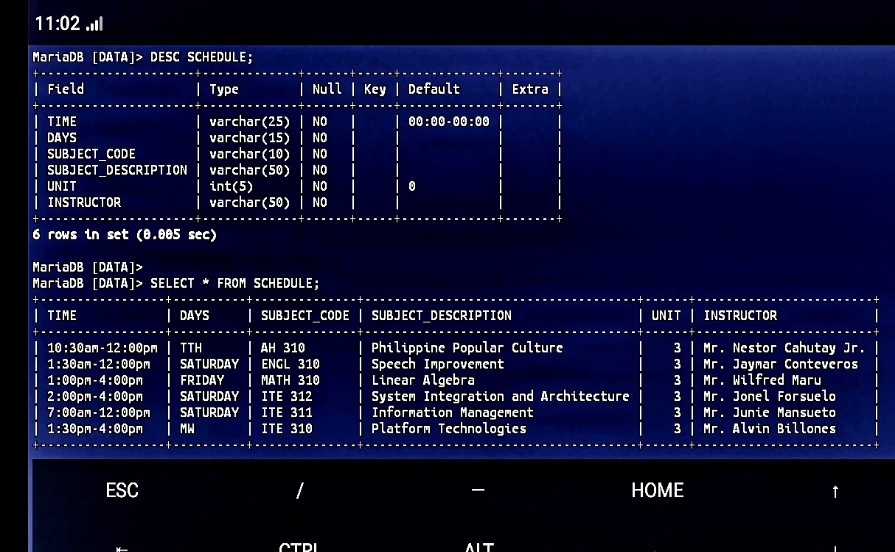 11:02
MariaDB [DATA]> DESC SCHEDULE;
| Field | Type | Null | Key | Default | Extra |
| TIME | varchar(25) | NO | | 00:00-00:00 | |
| DAYS | varchar(15) | NO | | | |
| SUBJECT_CODE | varchar(10) | NO | | | |
| SUBJECT_DESCRIPTION | varchar(50) | NO | | | |
| UNIT | int(5) | NO | | 0 | |
| INSTRUCTOR | varchar(50) | NO | | | |
6 rows in set (0.005 sec)
MariaDB [DATA]>
MariaDB [DATA]> SELECT * FROM SCHEDULE;
| TIME | DAYS | SUBJECT_CODE | SUBJECT_DESCRIPTION | UNIT | INSTRUCTOR |
| 10:30am-12:00pm | TTH | AH 310 | Philippine Popular Culture | 3 | Mr. Nestor Cahutay Jr. |
| 1:30am-12:00pm | SATURDAY | ENGL 310 | Speech Improvement | 3 | Mr. Jaymar Conteveros |
| 1:00pm-4:00pm | FRIDAY | MATH 310 | Linear Algebra | 3 | Mr. Wilfred Maru |
| 2:00pm-4:00pm | SATURDAY | ITE 312 | System Integration and Architecture | 3 | Mr. Jonel Forsuelo |
| 7:00am-12:00pm | SATURDAY | ITE 311 | Information Management | 3 | Mr. Junie Mansueto |
| 1:30pm-4:00pm | MW | ITE 310 | Platform Technologies | 3 | Mr. Alvin Billones |
ESC / — HOME ↑
CTRL ALT